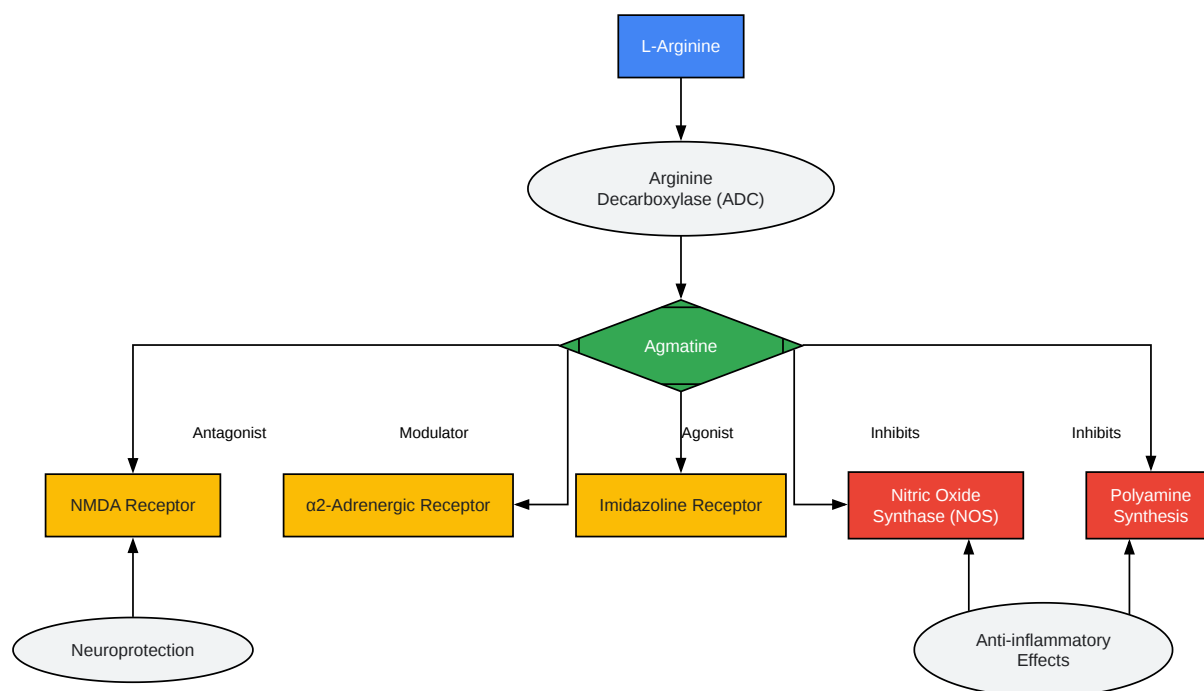 L-Arginine
Arginine
Decarboxylase (ADC)
Agmatine
Antagonist
Modulator
Agonist
Inhibits
Inhibits
NMDA Receptor
α2-Adrenergic Receptor
Imidazoline Receptor
Nitric Oxide
Synthase (NOS)
Polyamine
Synthesis
Neuroprotection
Anti-inflammatory
Effects